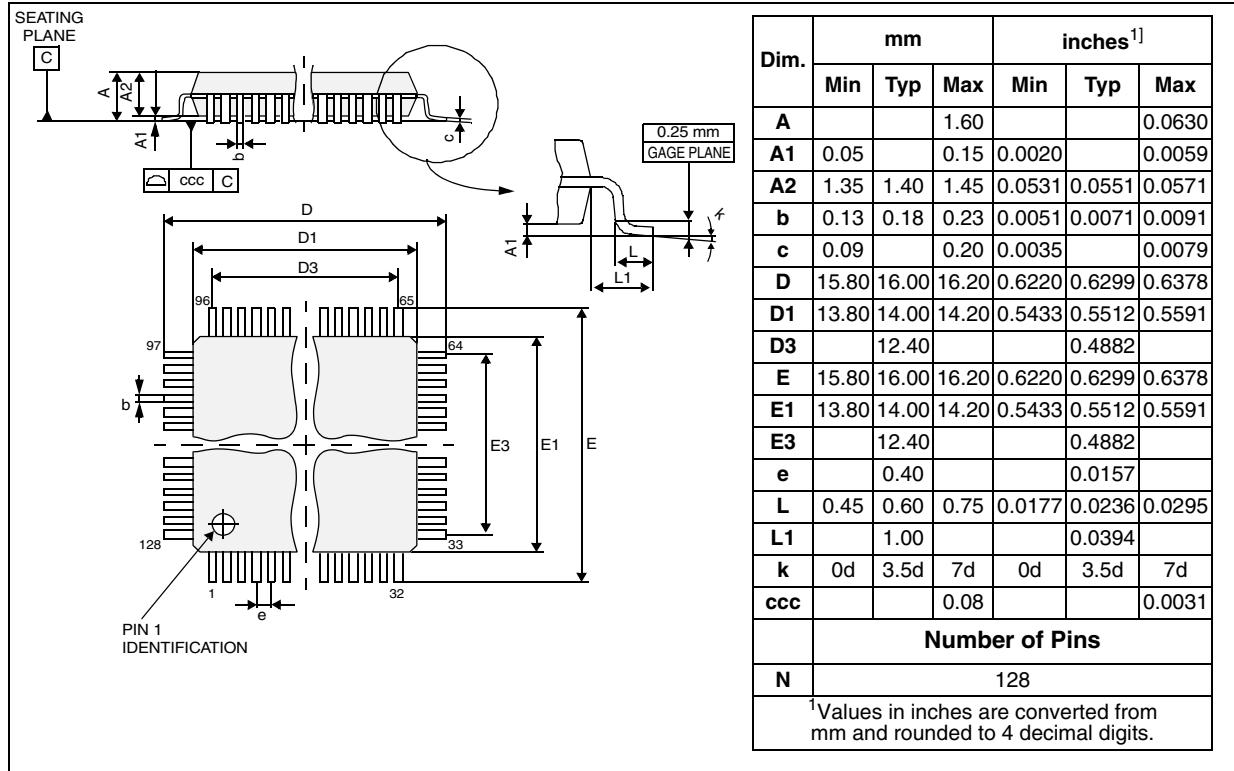 SEATING
PLANE
C
A
A2
A1
b
c
ccc C
0.25 mm
GAGE PLANE
k
A1
L
L1
D
D1
D3
96
65
97
64
b
E3
E1
E
128
33
1
32
e
PIN 1
IDENTIFICATION
Dim. mm inches1]
Min Typ Max Min Typ Max
A 1.60 0.0630
A1 0.05 0.15 0.0020 0.0059
A2 1.35 1.40 1.45 0.0531 0.0551 0.0571
b 0.13 0.18 0.23 0.0051 0.0071 0.0091
c 0.09 0.20 0.0035 0.0079
D 15.80 16.00 16.20 0.6220 0.6299 0.6378
D1 13.80 14.00 14.20 0.5433 0.5512 0.5591
D3 12.40 0.4882
E 15.80 16.00 16.20 0.6220 0.6299 0.6378
E1 13.80 14.00 14.20 0.5433 0.5512 0.5591
E3 12.40 0.4882
e 0.40 0.0157
L 0.45 0.60 0.75 0.0177 0.0236 0.0295
L1 1.00 0.0394
k 0d 3.5d 7d 0d 3.5d 7d
ccc 0.08 0.0031
Number of Pins
N 128
1Values in inches are converted from
mm and rounded to 4 decimal digits.